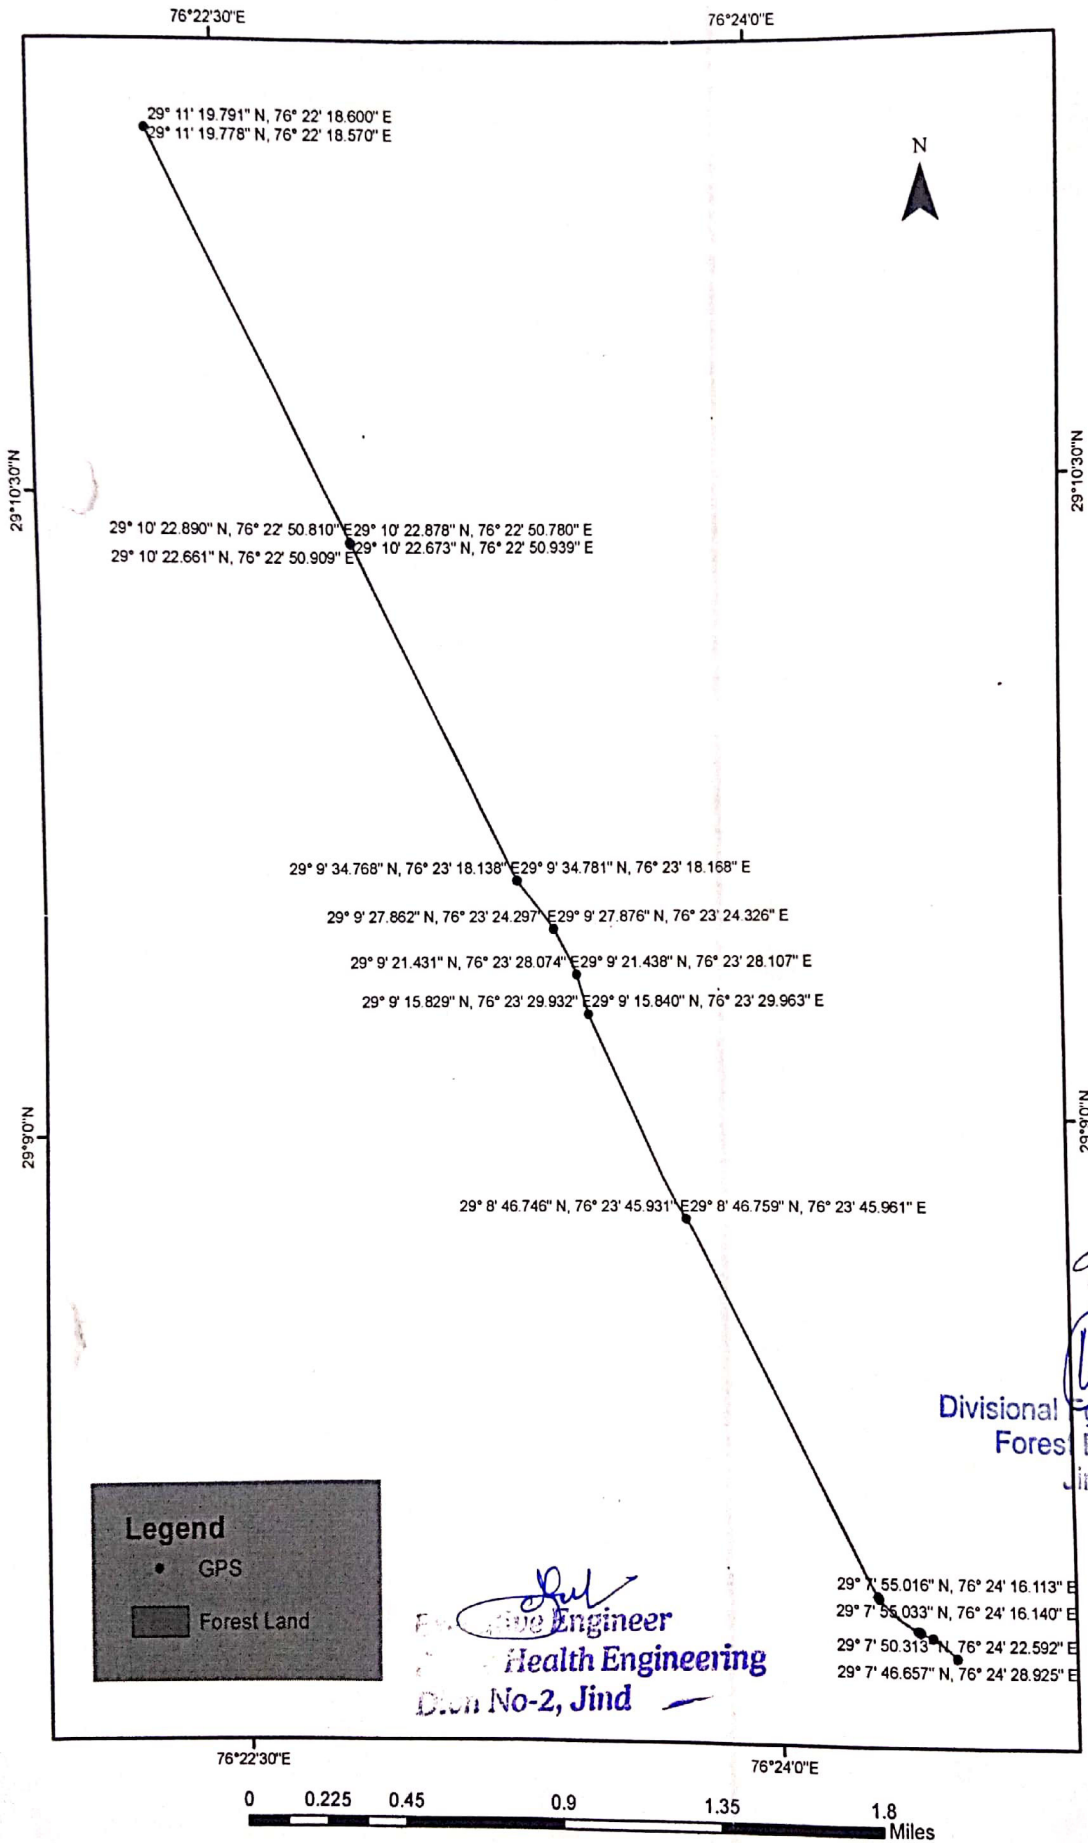 76°22'30"E
76°24'0"E
29° 11' 19.791" N, 76° 22' 18.600" E
29° 11' 19.778" N, 76° 22' 18.570" E
N
29°10'30"N
29°10'30"N
29° 10' 22.890" N, 76° 22' 50.810" E
29° 10' 22.878" N, 76° 22' 50.780" E
29° 10' 22.661" N, 76° 22' 50.909" E
29° 10' 22.673" N, 76° 22' 50.939" E
29° 9' 34.768" N, 76° 23' 18.138" E
29° 9' 34.781" N, 76° 23' 18.168" E
29° 9' 27.862" N, 76° 23' 24.297" E
29° 9' 27.876" N, 76° 23' 24.326" E
29° 9' 21.431" N, 76° 23' 28.074" E
29° 9' 21.438" N, 76° 23' 28.107" E
29° 9' 15.829" N, 76° 23' 29.932" E
29° 9' 15.840" N, 76° 23' 29.963" E
29°9'0"N
29°9'0"N
29° 8' 46.746" N, 76° 23' 45.931" E
29° 8' 46.759" N, 76° 23' 45.961" E
Divisional
Forest
Legend
GPS
Forest Land
Engineer
Health Engineering
No-2, Jind
29° 7' 55.016" N, 76° 24' 16.113" E
29° 7' 55.033" N, 76° 24' 16.140" E
29° 7' 50.313" N, 76° 24' 22.592" E
29° 7' 46.657" N, 76° 24' 28.925" E
76°22'30"E
76°24'0"E
0 0.225 0.45 0.9 1.35 1.8
Miles